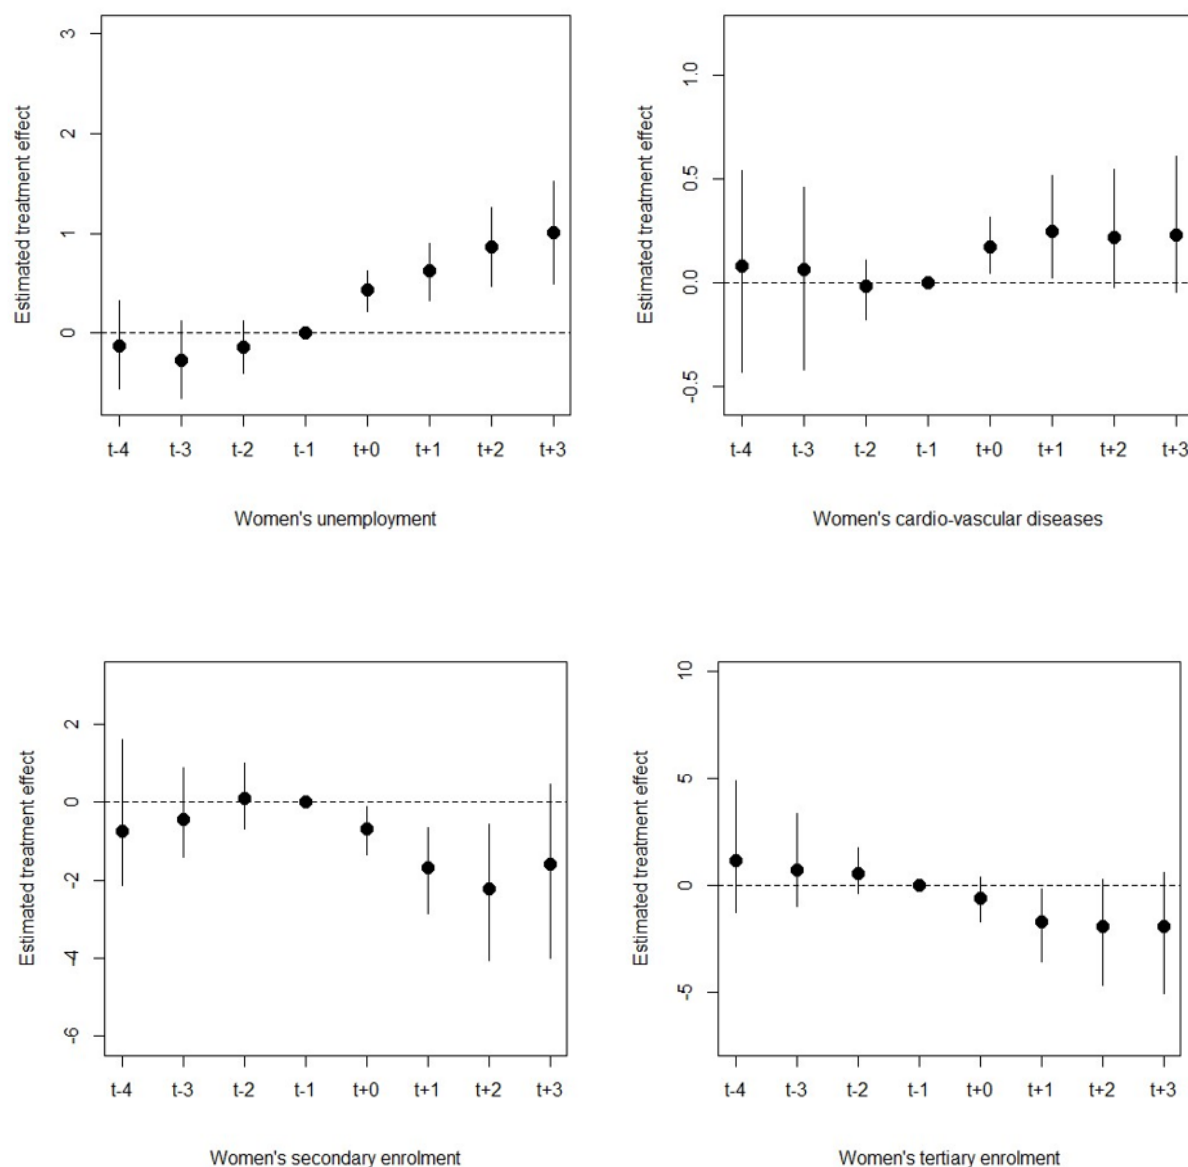 Estimated treatment effect
3
2
1
0
t-4 t-3 t-2 t-1 t+0 t+1 t+2 t+3
Women's unemployment
Estimated treatment effect
1.0
0.5
0.0
-0.5
t-4 t-3 t-2 t-1 t+0 t+1 t+2 t+3
Women's cardio-vascular diseases
Estimated treatment effect
2
0
-2
-4
-6
t-4 t-3 t-2 t-1 t+0 t+1 t+2 t+3
Women's secondary enrolment
Estimated treatment effect
10
5
0
-5
t-4 t-3 t-2 t-1 t+0 t+1 t+2 t+3
Women's tertiary enrolment